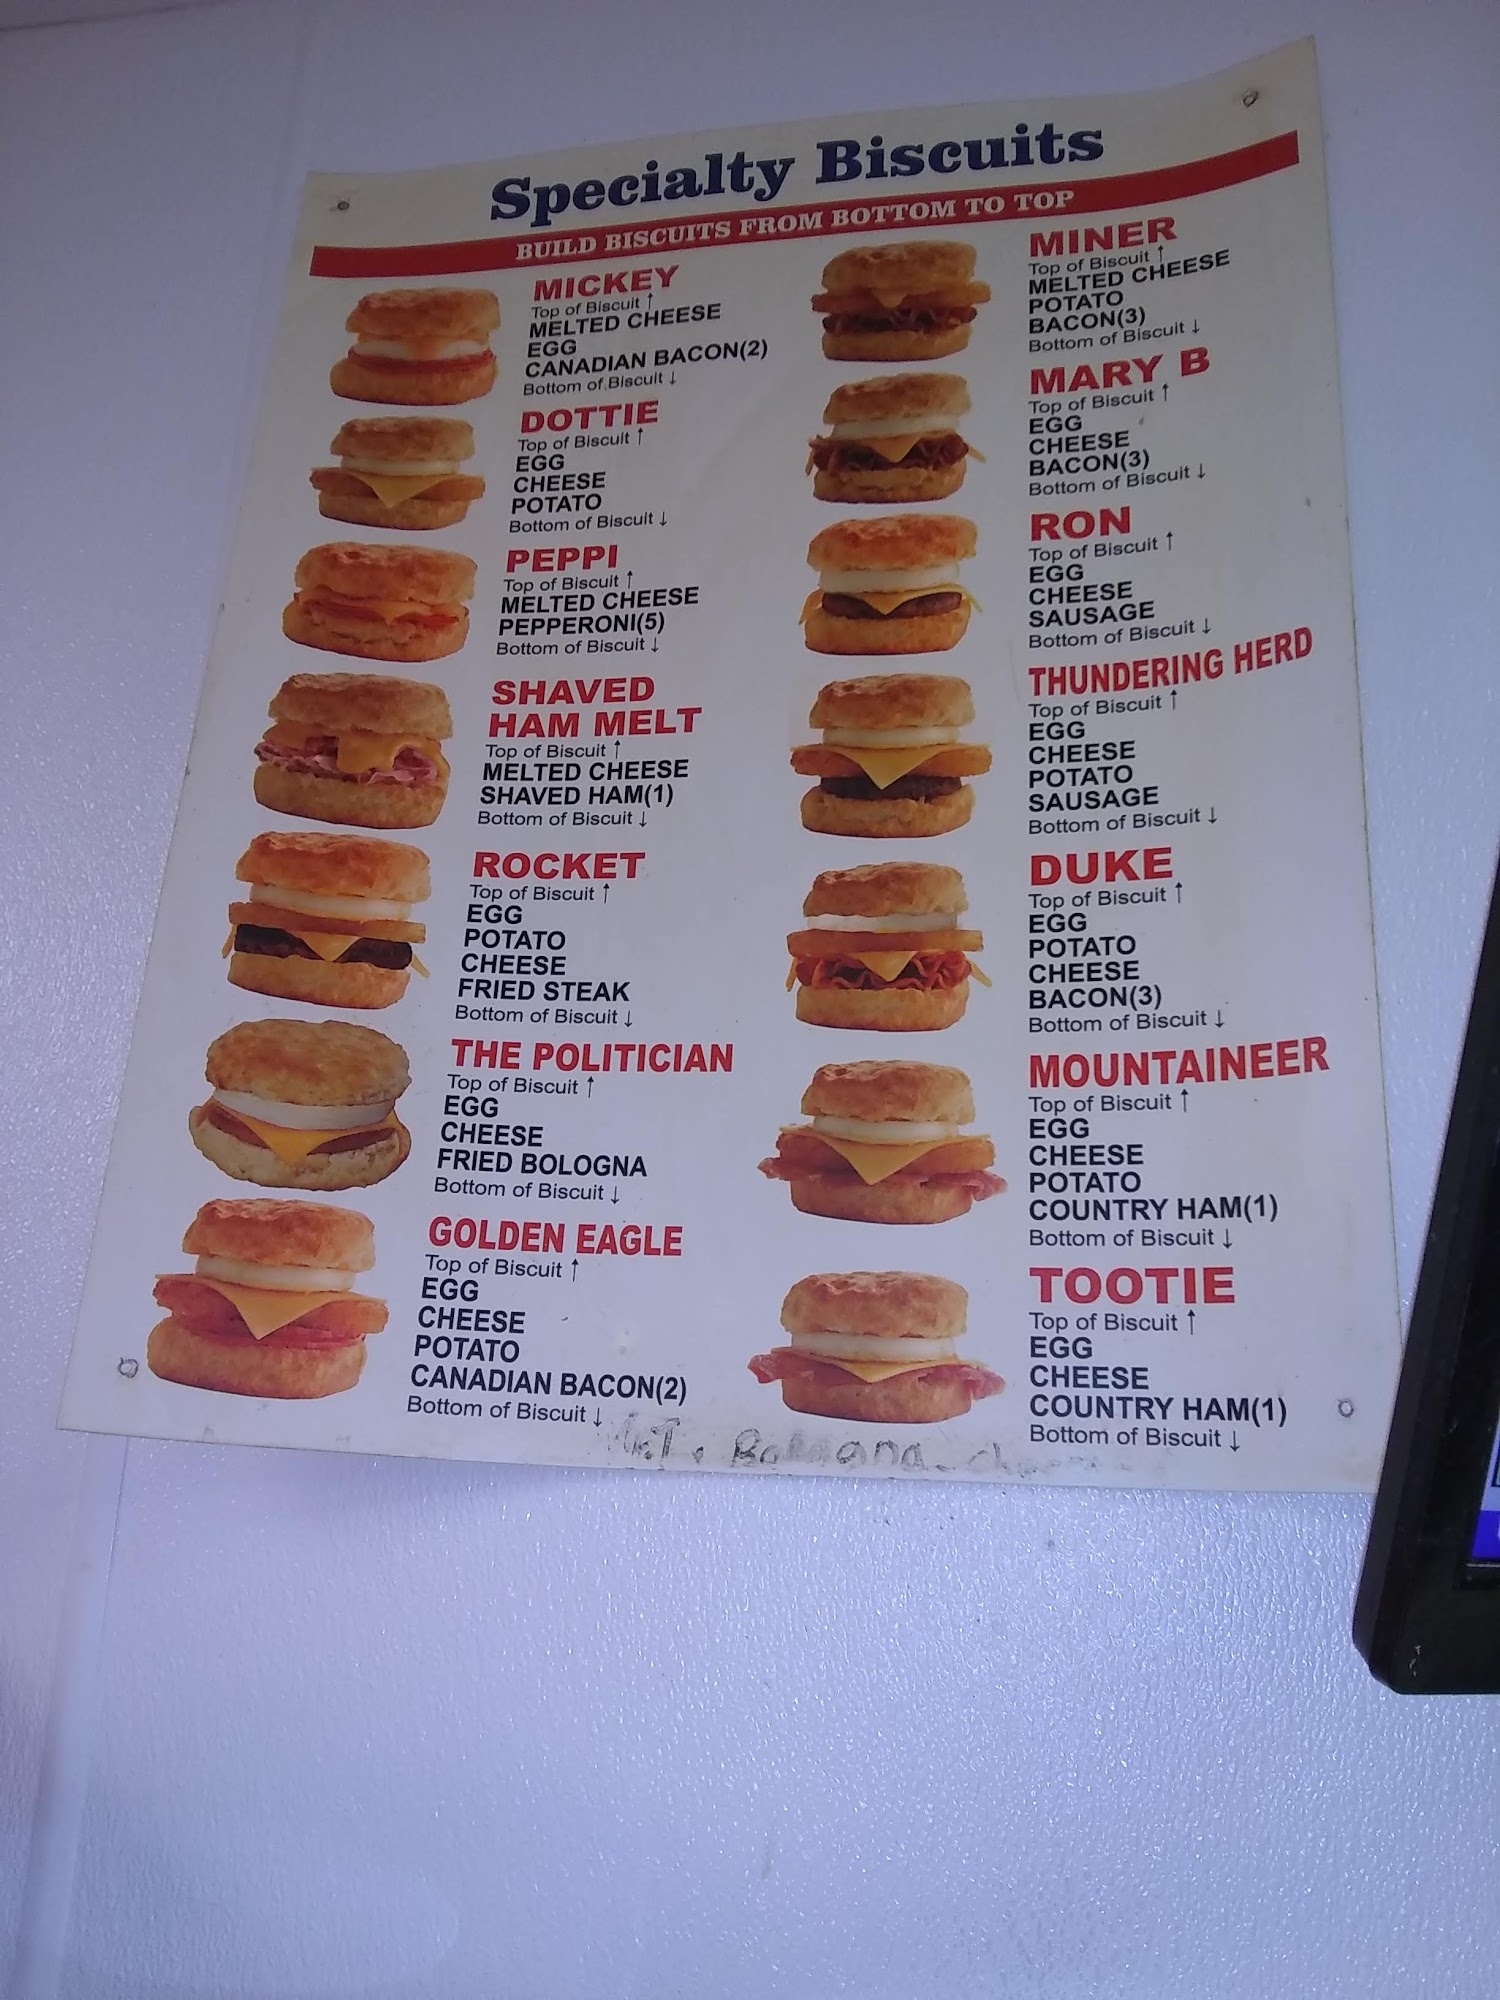 Specialty Biscuits
BUILD BISCUITS FROM BOTTOM TO TOP
MICKEY
Top of Biscuit ↑
MELTED CHEESE
EGG
CANADIAN BACON(2)
Bottom of Biscuit ↓
DOTTIE
Top of Biscuit ↑
EGG
CHEESE
POTATO
Bottom of Biscuit ↓
PEPPI
Top of Biscuit ↑
MELTED CHEESE
PEPPERONI(5)
Bottom of Biscuit ↓
SHAVED
HAM MELT
Top of Biscuit ↑
MELTED CHEESE
SHAVED HAM(1)
Bottom of Biscuit ↓
ROCKET
Top of Biscuit ↑
EGG
POTATO
CHEESE
FRIED STEAK
Bottom of Biscuit ↓
THE POLITICIAN
Top of Biscuit ↑
EGG
CHEESE
FRIED BOLOGNA
Bottom of Biscuit ↓
GOLDEN EAGLE
Top of Biscuit ↑
EGG
CHEESE
POTATO
CANADIAN BACON(2)
Bottom of Biscuit ↓
MINER
Top of Biscuit ↑
MELTED CHEESE
POTATO
BACON(3)
Bottom of Biscuit ↓
MARY B
Top of Biscuit ↑
EGG
CHEESE
BACON(3)
Bottom of Biscuit ↓
RON
Top of Biscuit ↑
EGG
CHEESE
SAUSAGE
Bottom of Biscuit ↓
THUNDERING HERD
Top of Biscuit ↑
EGG
CHEESE
POTATO
SAUSAGE
Bottom of Biscuit ↓
DUKE
Top of Biscuit ↑
EGG
POTATO
CHEESE
BACON(3)
Bottom of Biscuit ↓
MOUNTAINEER
Top of Biscuit ↑
EGG
CHEESE
POTATO
COUNTRY HAM(1)
Bottom of Biscuit ↓
TOOTIE
Top of Biscuit ↑
EGG
CHEESE
COUNTRY HAM(1)
Bottom of Biscuit ↓